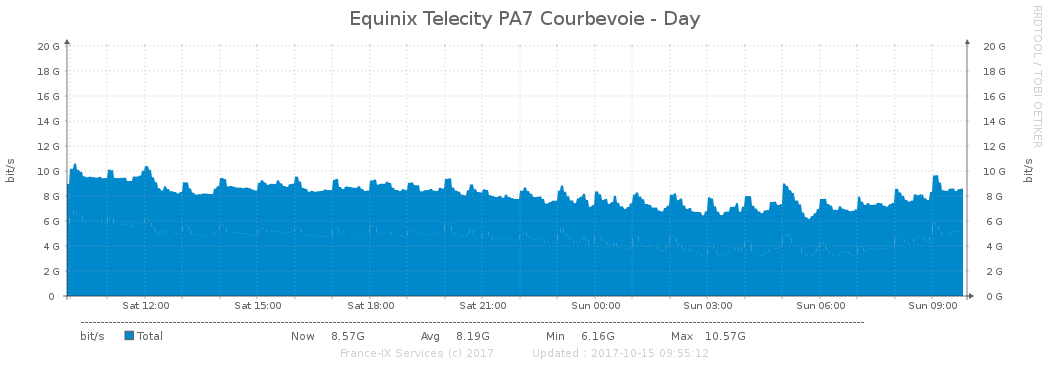 Equinix Telecity PA7 Courbevoie - Day
RRDTOOL / TOBI OETIKER
20 G 20 G
18 G 18 G
16 G 16 G
14 G 14 G
12 G 12 G
10 G 10 G
8 G 8 G
6 G 6 G
4 G 4 G
2 G 2 G
0 0 G
bit/s bit/s
Sat 12:00 Sat 15:00 Sat 18:00 Sat 21:00 Sun 00:00 Sun 03:00 Sun 06:00 Sun 09:00
bit/s Total Now 8.57G Avg 8.19G Min 6.16G Max 10.57G
France-IX Services (c) 2017 Updated : 2017-10-15 09:55:12